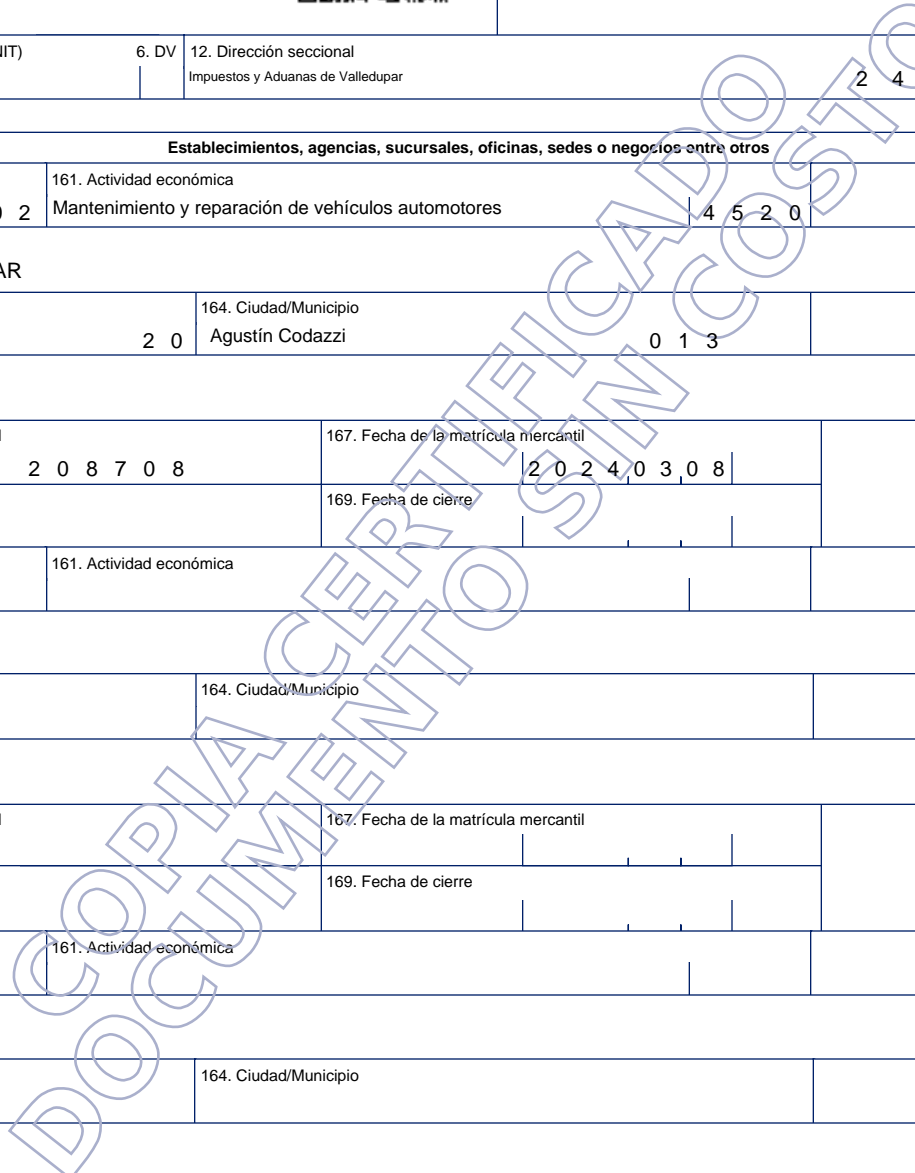 6. DV 12. Dirección seccional
Impuestos y Aduanas de Valledupar 2 4
Establecimientos, agencias, sucursales, oficinas, sedes o negocios entre otros
161. Actividad económica
2 Mantenimiento y reparación de vehículos automotores 4 5 2 0
AR
164. Ciudad/Municipio
2 0 Agustín Codazzi 0 1 3
167. Fecha de la matrícula mercantil
2 0 8 7 0 8 2 0 2 4 0 3 0 8
169. Fecha de cierre
161. Actividad económica
164. Ciudad/Municipio
167. Fecha de la matrícula mercantil
169. Fecha de cierre
161. Actividad económica
164. Ciudad/Municipio
COPIA CERTIFICADO
DOCUMENTO SIN COSTO